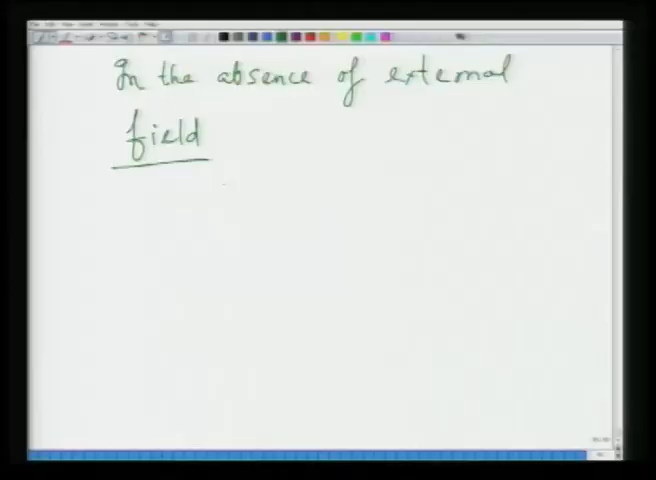 In the absence of external
field